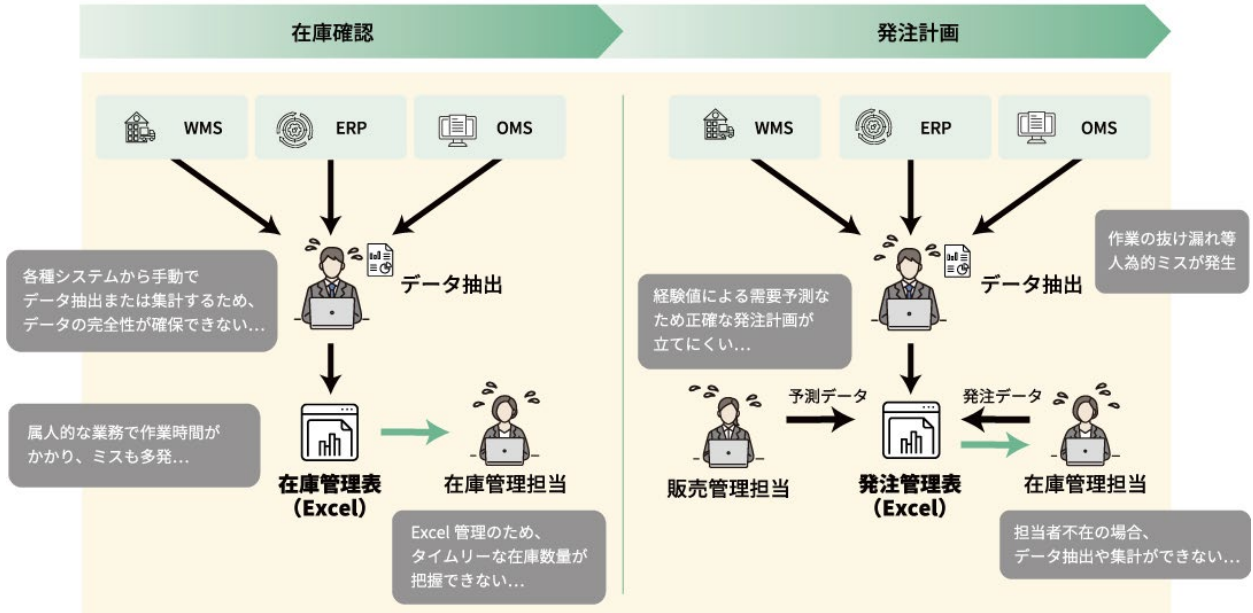 在庫確認
発注計画
WMS
ERP
OMS
データ抽出
各種システムから手動で
データ抽出または集計するため、
データの完全性が確保できない…
属人的な業務で作業時間が
かかり、ミスも多発…
在庫管理表
（Excel）
在庫管理担当
Excel 管理のため、
タイムリーな在庫数量が
把握できない…
WMS
ERP
OMS
データ抽出
作業の抜け漏れ等
人為的ミスが発生
経験値による需要予測な
ため正確な発注計画が
立てにくい…
予測データ
発注データ
販売管理担当
発注管理表
（Excel）
在庫管理担当
担当者不在の場合、
データ抽出や集計ができない…